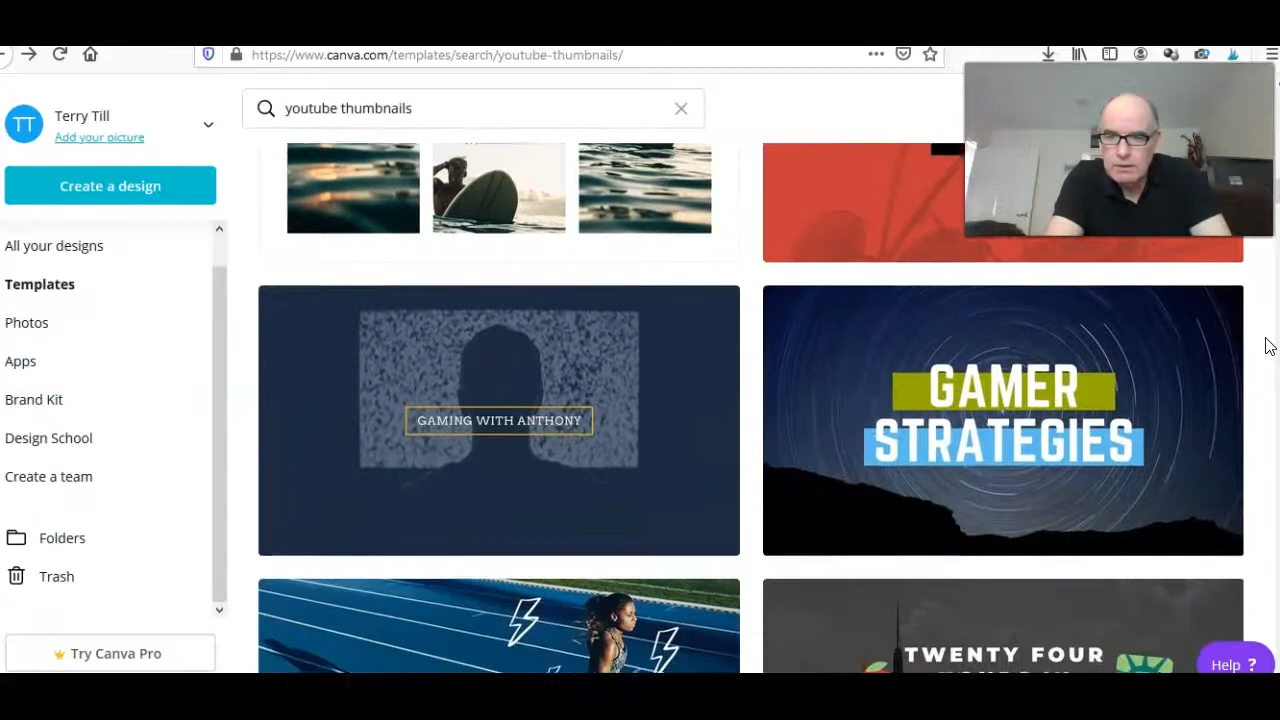 https://www.canva.com/templates/search/youtube-thumbnails/
TT
Terry Till
Add your picture
youtube thumbnails
Create a design
All your designs
Templates
Photos
Apps
Brand Kit
Design School
Create a team
Folders
Trash
Try Canva Pro
GAMING WITH ANTHONY
GAMER
STRATEGIES
TWENTY FOUR
Help ?